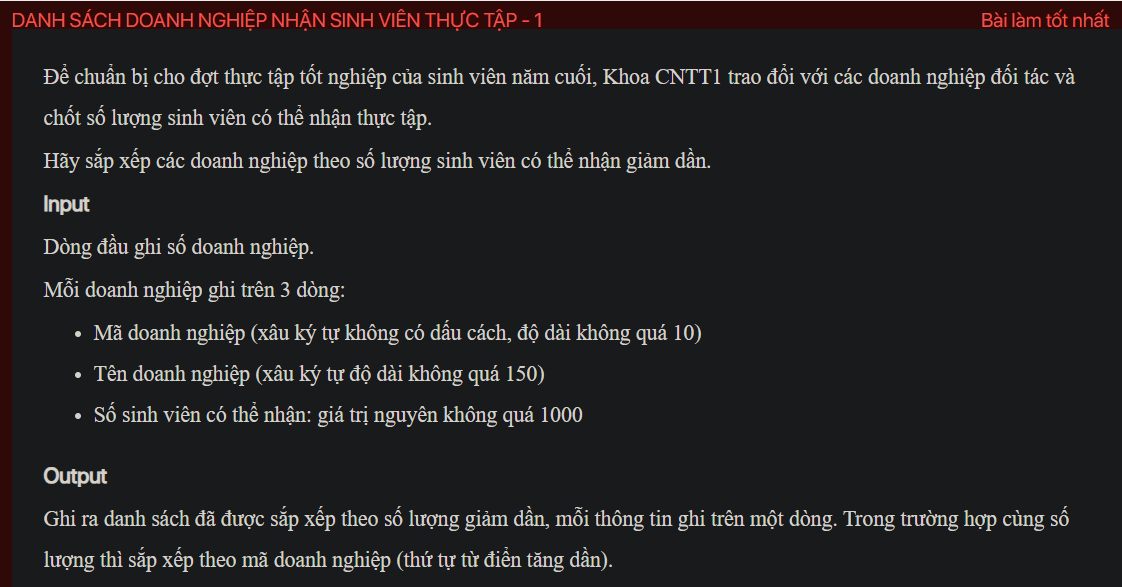 DANH SÁCH DOANH NGHIỆP NHẬN SINH VIÊN THỰC TẬP - 1
Bài làm tốt nhất
Để chuẩn bị cho đợt thực tập tốt nghiệp của sinh viên năm cuối, Khoa CNTT1 trao đổi với các doanh nghiệp đối tác và
chốt số lượng sinh viên có thể nhận thực tập.
Hãy sắp xếp các doanh nghiệp theo số lượng sinh viên có thể nhận giảm dần.
Input
Dòng đầu ghi số doanh nghiệp.
Mỗi doanh nghiệp ghi trên 3 dòng:
• Mã doanh nghiệp (xâu ký tự không có dấu cách, độ dài không quá 10)
• Tên doanh nghiệp (xâu ký tự độ dài không quá 150)
• Số sinh viên có thể nhận: giá trị nguyên không quá 1000
Output
Ghi ra danh sách đã được sắp xếp theo số lượng giảm dần, mỗi thông tin ghi trên một dòng. Trong trường hợp cùng số
lượng thì sắp xếp theo mã doanh nghiệp (thứ tự từ điển tăng dần).